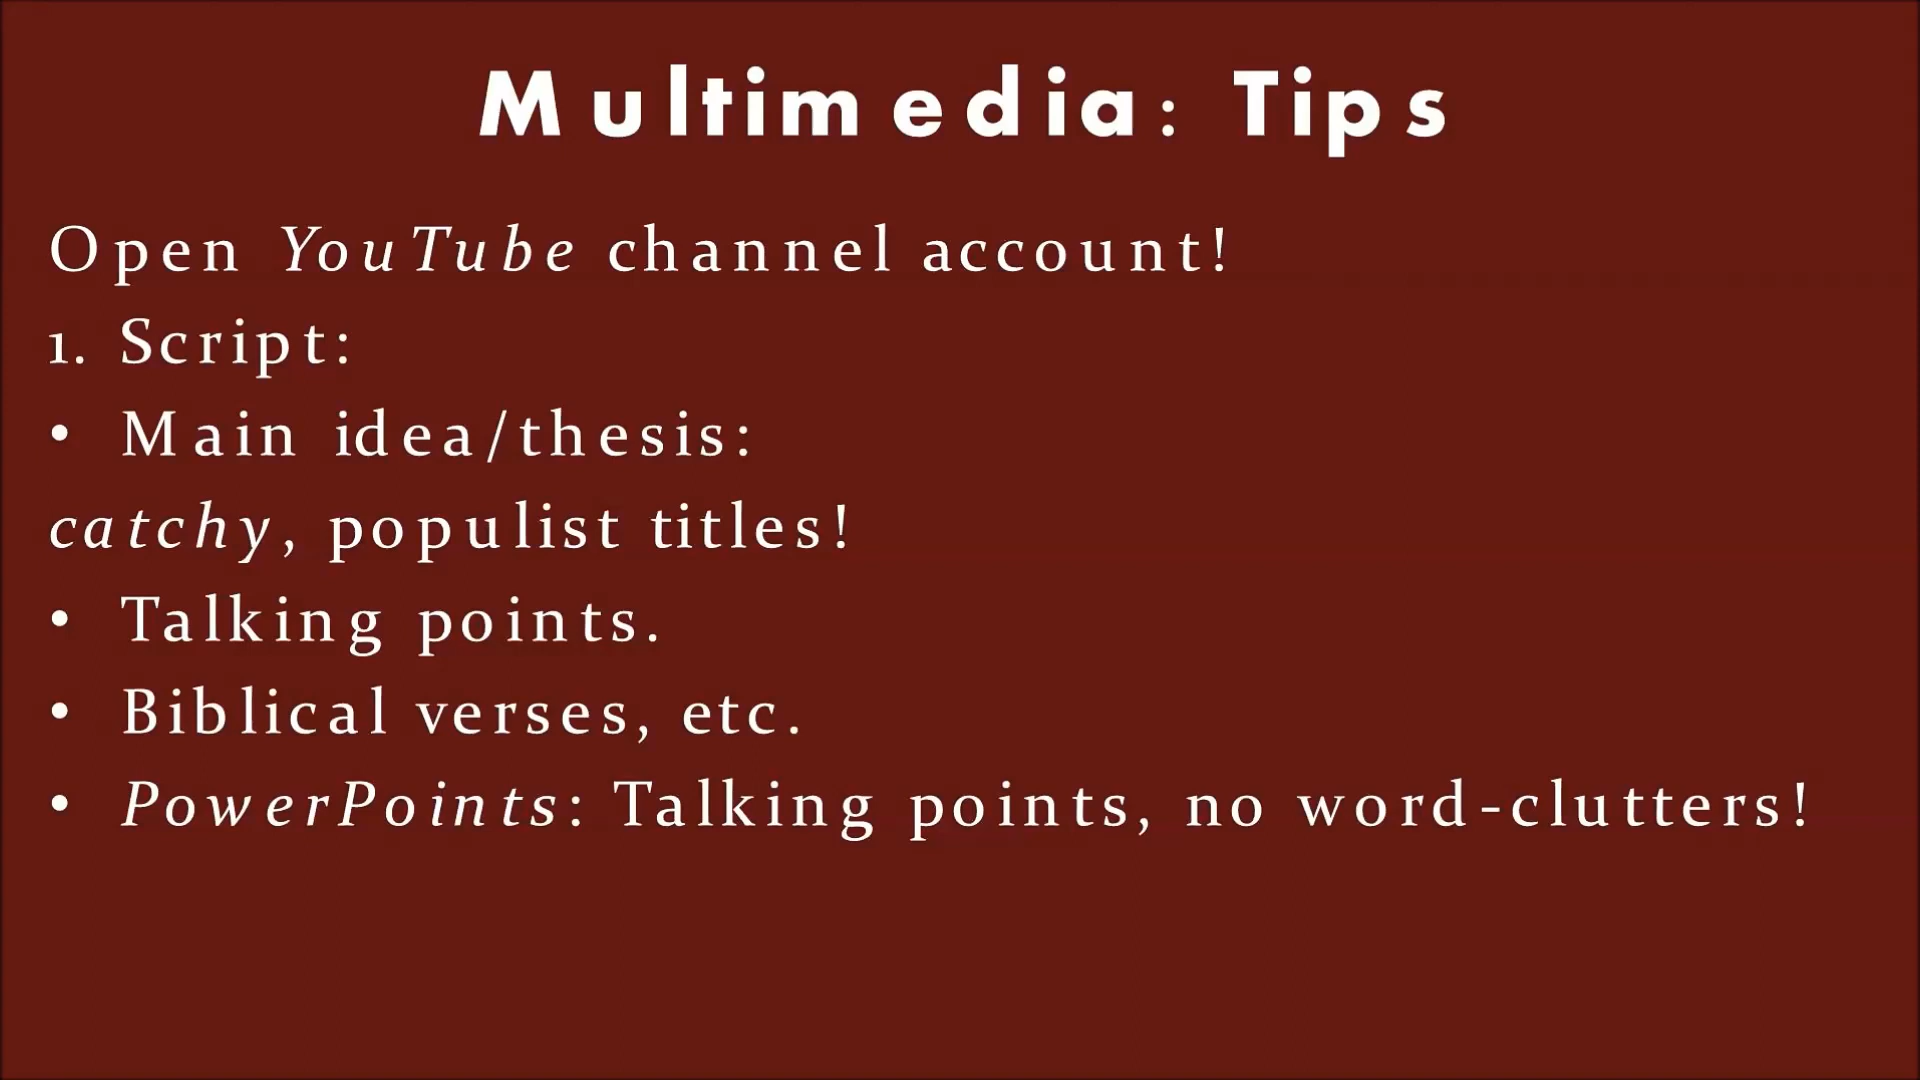 Multimedia: Tips
Open YouTube channel account!
1. Script:
• Main idea/thesis:
catchy, populist titles!
• Talking points.
• Biblical verses, etc.
• PowerPoints: Talking points, no word-clutters!